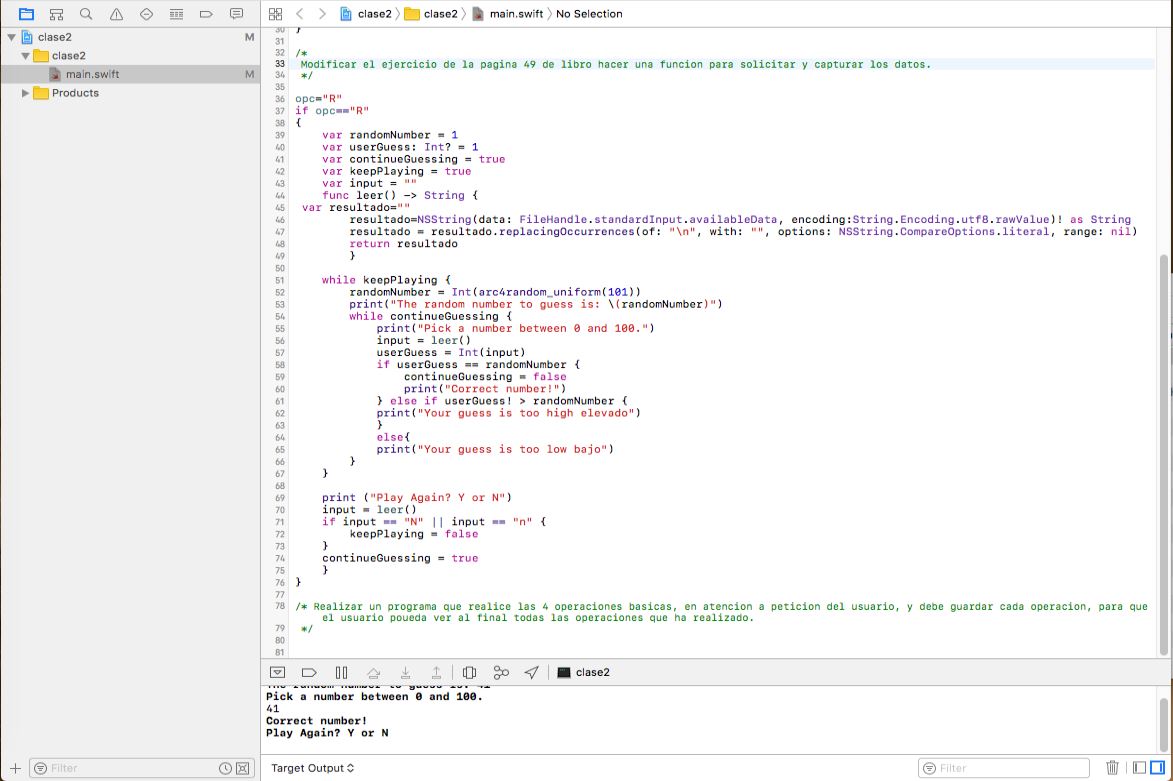 clase2 〉 clase2 〉 main.swift 〉 No Selection
clase2 M
clase2
main.swift M
Products
30 }
31
32 /*
33 Modificar el ejercicio de la pagina 49 de libro hacer una funcion para solicitar y capturar los datos.
34 */
35
36 opc="R"
37 if opc=="R"
38 {
39 var randomNumber = 1
40 var userGuess: Int? = 1
41 var continueGuessing = true
42 var keepPlaying = true
43 var input = ""
44 func leer() -> String {
45 var resultado=""
46 resultado=NSString(data: FileHandle.standardInput.availableData, encoding:String.Encoding.utf8.rawValue)! as String
47 resultado = resultado.replacingOccurrences(of: "\n", with: "", options: NSString.CompareOptions.literal, range: nil)
48 return resultado
49 }
50
51 while keepPlaying {
52 randomNumber = Int(arc4random_uniform(101))
53 print("The random number to guess is: \(randomNumber)")
54 while continueGuessing {
55 print("Pick a number between 0 and 100.")
56 input = leer()
57 userGuess = Int(input)
58 if userGuess == randomNumber {
59 continueGuessing = false
60 print("Correct number!")
61 } else if userGuess! > randomNumber {
62 print("Your guess is too high elevado")
63 }
64 else{
65 print("Your guess is too low bajo")
66 }
67 }
68
69 print ("Play Again? Y or N")
70 input = leer()
71 if input == "N" || input == "n" {
72 keepPlaying = false
73 }
74 continueGuessing = true
75 }
76 }
77
78 /* Realizar un programa que realice las 4 operaciones basicas, en atencion a peticion del usuario, y debe guardar cada operacion, para que
el usuario poueda ver al final todas las operaciones que ha realizado.
79 */
80
81
clase2
The random number to guess is: 41
Pick a number between 0 and 100.
41
Correct number!
Play Again? Y or N
Filter
Target Output
Filter